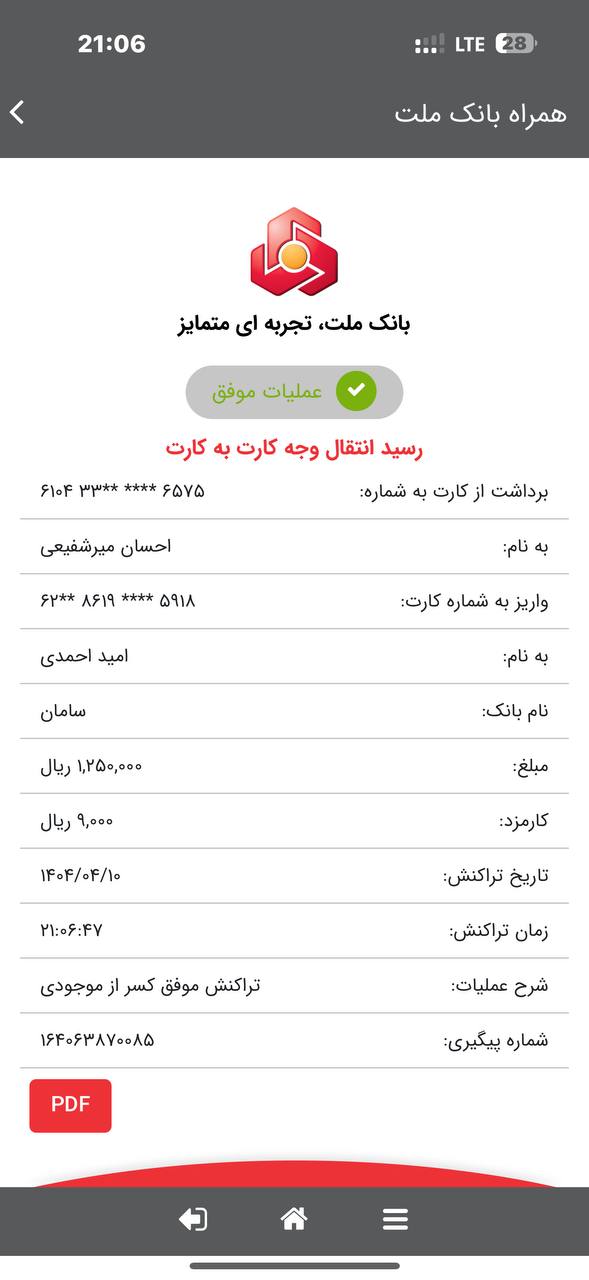 21:06 LTE 28
همراه بانک ملت
بانک ملت، تجربه ای متمایز
عملیات موفق
رسید انتقال وجه کارت به کارت
برداشت از کارت به شماره: ۶۱۰۴ ۳۳** **** ۶۵۷۵
به نام: احسان میرشفیعی
واریز به شماره کارت: ۶۲** ۸۶۱۹ **** ۵۹۱۸
به نام: امید احمدی
نام بانک: سامان
مبلغ: ۱,۲۵۰,۰۰۰ ریال
کارمزد: ۹,۰۰۰ ریال
تاریخ تراکنش: ۱۴۰۴/۰۴/۱۰
زمان تراکنش: ۲۱:۰۶:۴۷
شرح عملیات: تراکنش موفق کسر از موجودی
شماره پیگیری: ۱۶۴۰۶۳۸۷۰۰۸۵
PDF